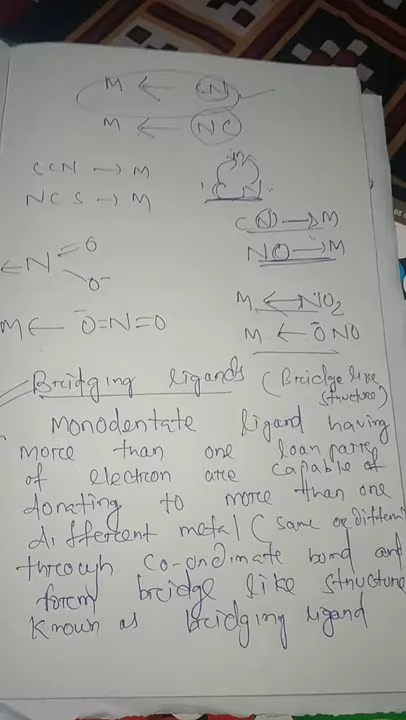 M ← CN
M ← NC
SCN → M
NCS → M
M
C N
CN → M
NO → M
← N = O
O⁻
M ← NO2
M ← Ō=N=O
M ← ŌNO
Bridging ligands (Bridge like structure)
Monodentate ligand having
more than one loan parre
of electron are capable of
donating to more than one
different metal (same or different
through co-ordinate bond and
form bridge like structure
known as bridging ligand